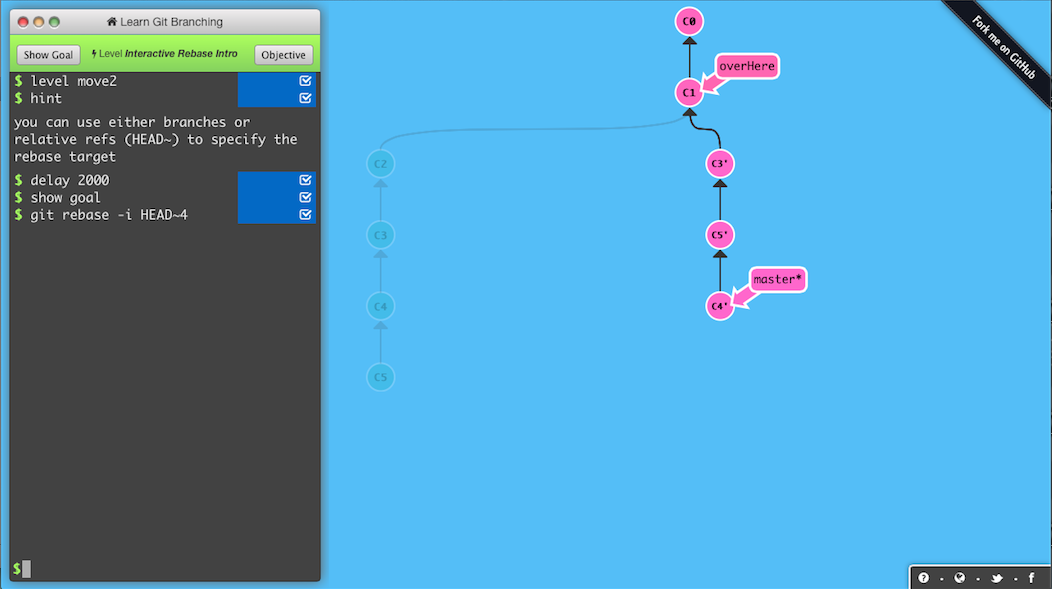 Learn Git Branching
Show Goal
Level Interactive Rebase Intro
Objective
$ level move2
$ hint
you can use either branches or
relative refs (HEAD~) to specify the
rebase target
$ delay 2000
$ show goal
$ git rebase -i HEAD~4
$
C0
overHere
C1
C2
C3'
C3
C5'
C4
master*
C4'
C5
Fork me on GitHub